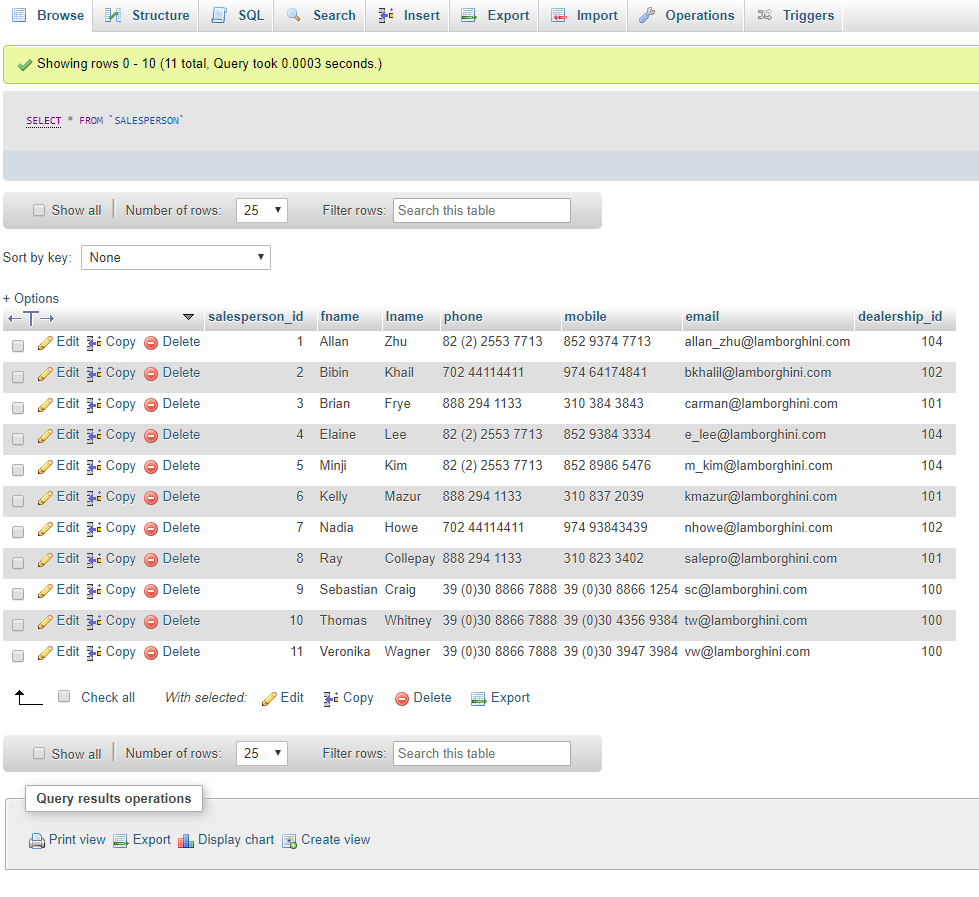 Browse Structure SQL Search Insert Export Import Operations Triggers
Showing rows 0 - 10 (11 total, Query took 0.0003 seconds.)
SELECT * FROM `SALESPERSON`
Show all Number of rows: 25 Filter rows: Search this table
Sort by key: None
+ Options
salesperson_id fname lname phone mobile email dealership_id
Edit Copy Delete 1 Allan Zhu 82 (2) 2553 7713 852 9374 7713 allan_zhu@lamborghini.com 104
Edit Copy Delete 2 Bibin Khail 702 44114411 974 64174841 bkhalil@lamborghini.com 102
Edit Copy Delete 3 Brian Frye 888 294 1133 310 384 3843 carman@lamborghini.com 101
Edit Copy Delete 4 Elaine Lee 82 (2) 2553 7713 852 9384 3334 e_lee@lamborghini.com 104
Edit Copy Delete 5 Minji Kim 82 (2) 2553 7713 852 8986 5476 m_kim@lamborghini.com 104
Edit Copy Delete 6 Kelly Mazur 888 294 1133 310 837 2039 kmazur@lamborghini.com 101
Edit Copy Delete 7 Nadia Howe 702 44114411 974 93843439 nhowe@lamborghini.com 102
Edit Copy Delete 8 Ray Collepay 888 294 1133 310 823 3402 salepro@lamborghini.com 101
Edit Copy Delete 9 Sebastian Craig 39 (0)30 8866 7888 39 (0)30 8866 1254 sc@lamborghini.com 100
Edit Copy Delete 10 Thomas Whitney 39 (0)30 8866 7888 39 (0)30 4356 9384 tw@lamborghini.com 100
Edit Copy Delete 11 Veronika Wagner 39 (0)30 8866 7888 39 (0)30 3947 3984 vw@lamborghini.com 100
Check all With selected: Edit Copy Delete Export
Show all Number of rows: 25 Filter rows: Search this table
Query results operations
Print view Export Display chart Create view